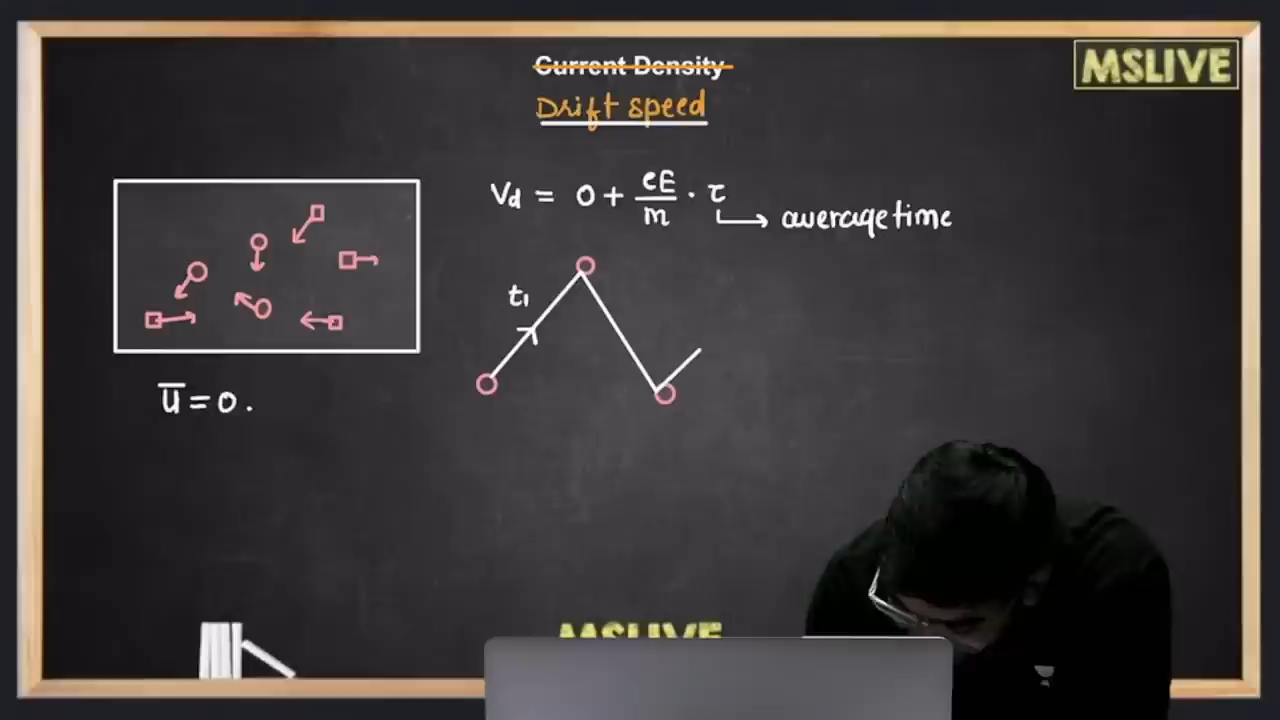 Current Density
MSLIVE
Drift speed
Vd = 0 + eE/m · τ
average time
t1
u̅ = 0.
MSLIVE